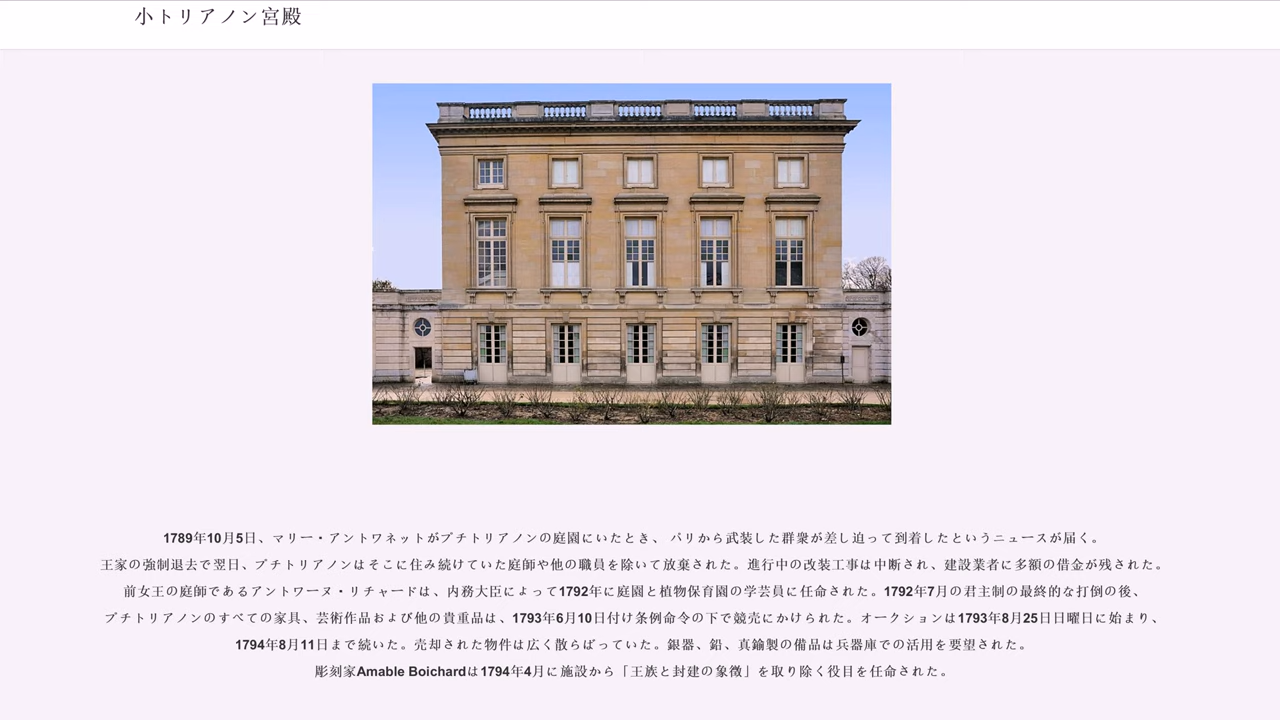 小トリアノン宮殿
1789年10月5日、マリー・アントワネットがプチトリアノンの庭園にいたとき、 パリから武装した群衆が差し迫って到着したというニュースが届く。
王家の強制退去で翌日、プチトリアノンはそこに住み続けていた庭師や他の職員を除いて放棄された。進行中の改装工事は中断され、建設業者に多額の借金が残された。
前女王の庭師であるアントワーヌ・リチャードは、内務大臣によって1792年に庭園と植物保育園の学芸員に任命された。1792年7月の君主制の最終的な打倒の後、
プチトリアノンのすべての家具、芸術作品および他の貴重品は、1793年6月10日付け条例命令の下で競売にかけられた。オークションは1793年8月25日日曜日に始まり、
1794年8月11日まで続いた。売却された物件は広く散らばっていた。銀器、鉛、真鍮製の備品は兵器庫での活用を要望された。
彫刻家Amable Boichardは1794年4月に施設から「王族と封建の象徴」を取り除く役目を任命された。